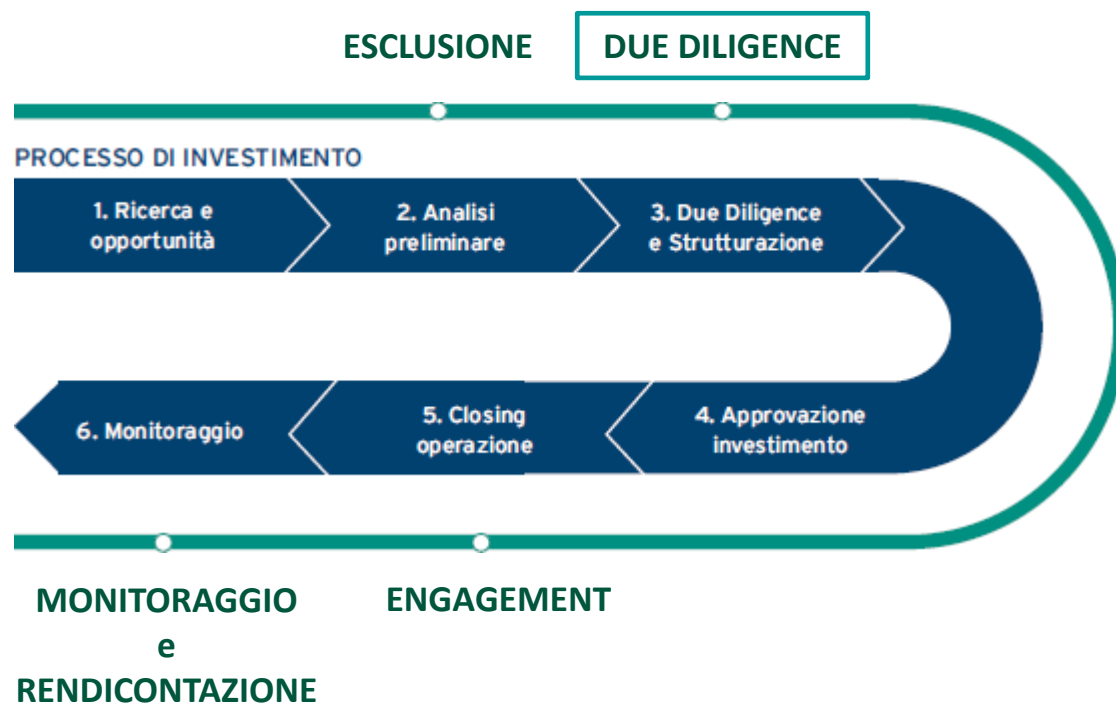 ESCLUSIONE
DUE DILIGENCE
PROCESSO DI INVESTIMENTO
1. Ricerca e
opportunità
2. Analisi
preliminare
3. Due Diligence
e Strutturazione
4. Approvazione
investimento
5. Closing
operazione
6. Monitoraggio
MONITORAGGIO
e
RENDICONTAZIONE
ENGAGEMENT